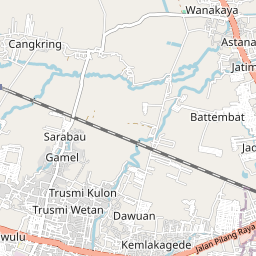 Wanakaya
Cangkring
Astana
Jatim
Battembat
Sarabau
Gamel
Jad
Trusmi Kulon
Trusmi Wetan
Dawuan
wulu
Kemlakagede
Jalan Pilang Raya